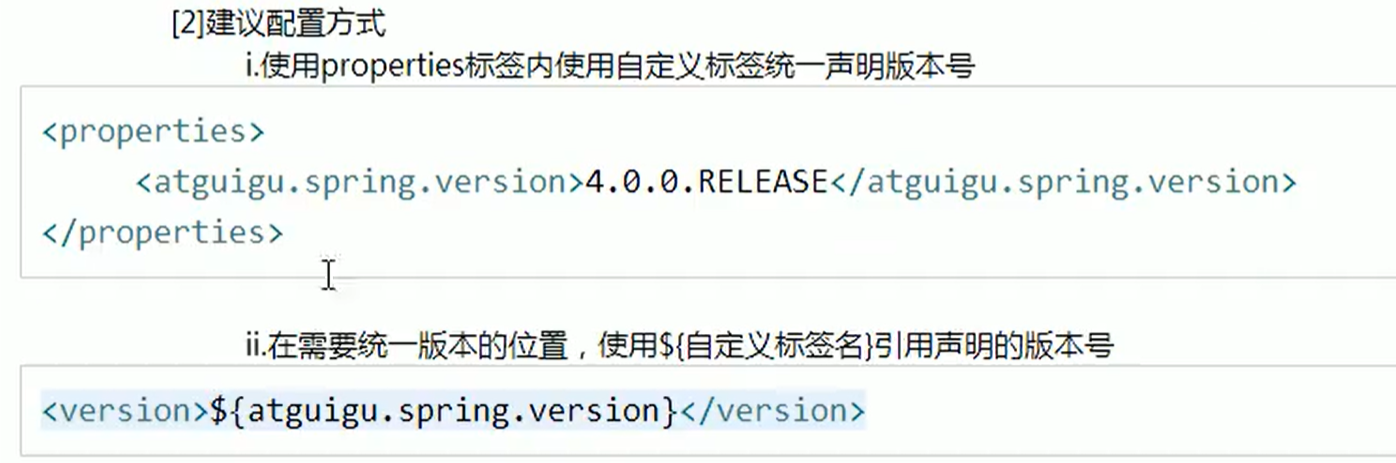 [2]建议配置方式
i.使用properties标签内使用自定义标签统一声明版本号
<properties>
<atguigu.spring.version>4.0.0.RELEASE</atguigu.spring.version>
</properties>
ii.在需要统一版本的位置，使用${自定义标签名}引用声明的版本号
<version>${atguigu.spring.version}</version>